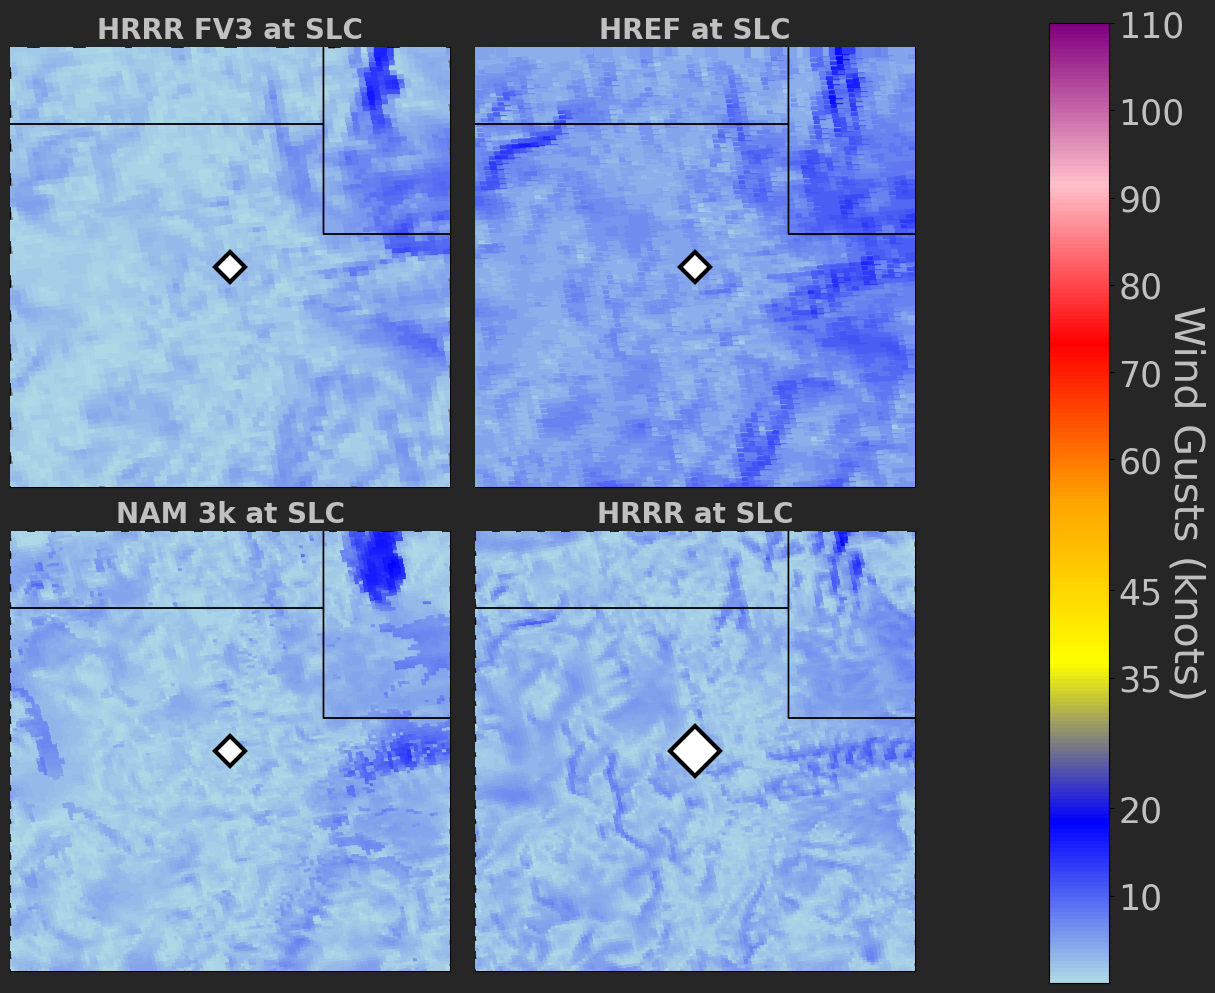 HRRR FV3 at SLC
HREF at SLC
NAM 3k at SLC
HRRR at SLC
110
100
90
80
70
60
45
35
20
10
Wind Gusts (knots)